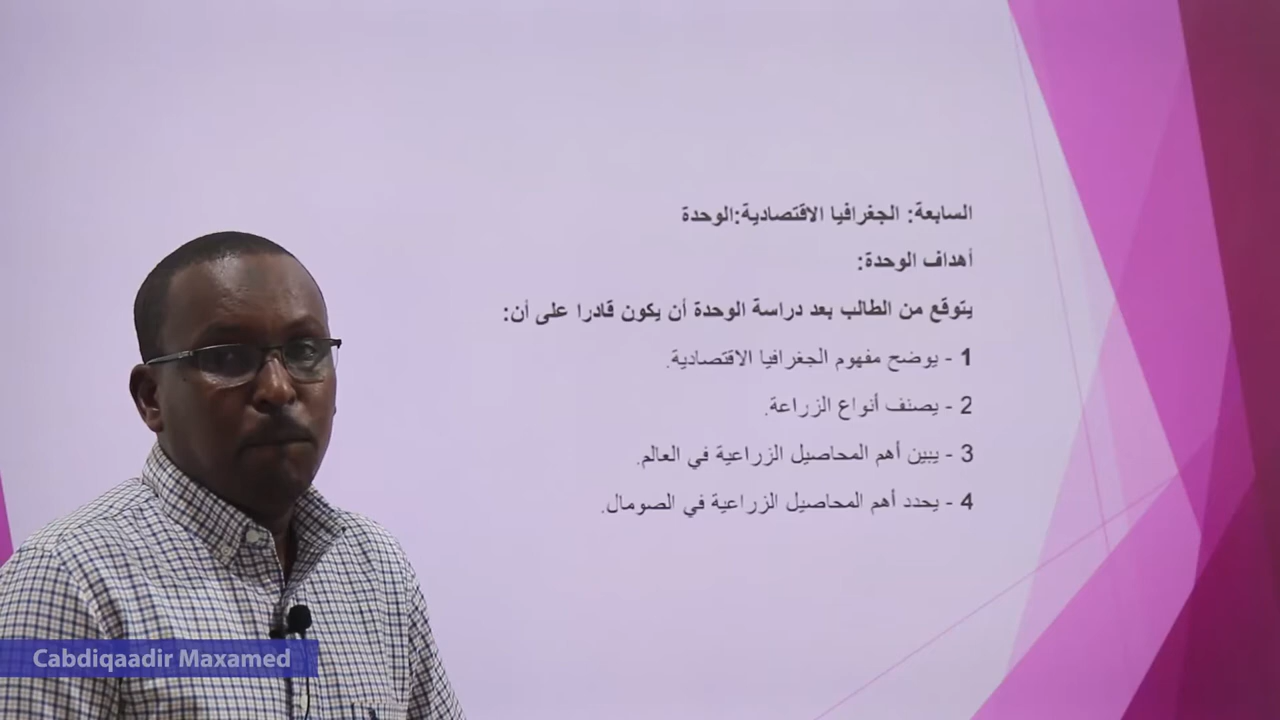 السابعة: الجغرافيا الاقتصادية:الوحدة
أهداف الوحدة:
يتوقع من الطالب بعد دراسة الوحدة أن يكون قادرا على أن:
1 - يوضح مفهوم الجغرافيا الاقتصادية.
2 - يصنف أنواع الزراعة.
3 - يبين أهم المحاصيل الزراعية في العالم.
4 - يحدد أهم المحاصيل الزراعية في الصومال.
Cabdiqaadir Maxamed